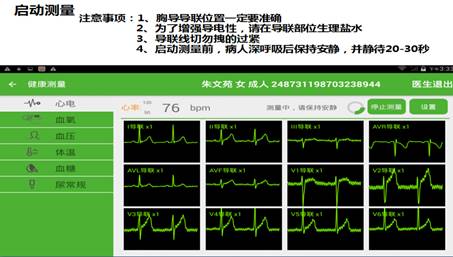 启动测量
注意事项：1、胸导导联位置一定要准确
2、为了增强导电性，请在导联部位生理盐水
3、导联线切勿拽的过紧
4、启动测量前，病人深呼吸后保持安静，并静待20-30秒
健康测量
朱文苑 女 成人 248731198703238944
医生退出
心电
血氧
血压
体温
血糖
尿常规
心率 120 50 76 bpm
测量中，请保持安静
停止测量
设置
I导联 x1 II导联 x1 III导联 x1 AVR导联 x1
AVL导联 x1 AVF导联 x1 V1导联 x1 V2导联 x1
V3导联 x1 V4导联 x1 V5导联 x1 V6导联 x1